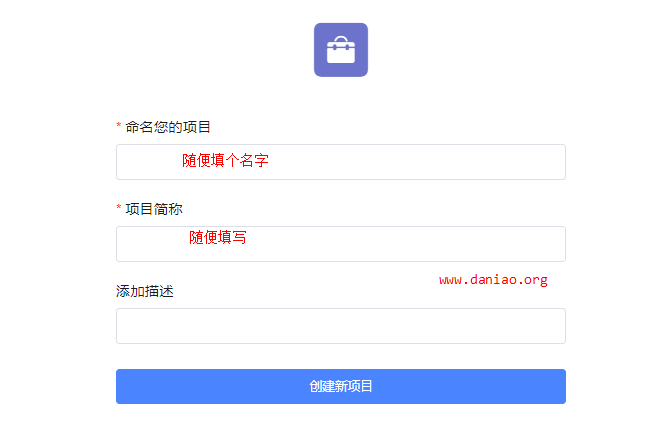 * 命名您的项目
随便填个名字
* 项目简称
随便填写
www.daniao.org
添加描述
创建新项目